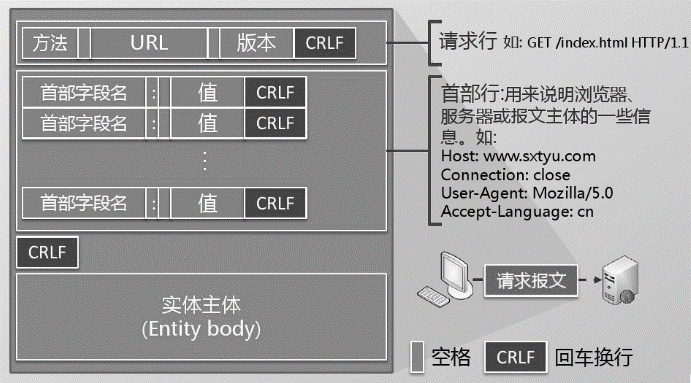 方法 URL 版本 CRLF
请求行 如: GET /index.html HTTP/1.1
首部字段名 : 值 CRLF
首部字段名 : 值 CRLF
⋮
首部字段名 : 值 CRLF
首部行:用来说明浏览器、
服务器或报文主体的一些信
息。如:
Host: www.sxtyu.com
Connection: close
User-Agent: Mozilla/5.0
Accept-Language: cn
CRLF
实体主体
(Entity body)
请求报文
空格 CRLF 回车换行